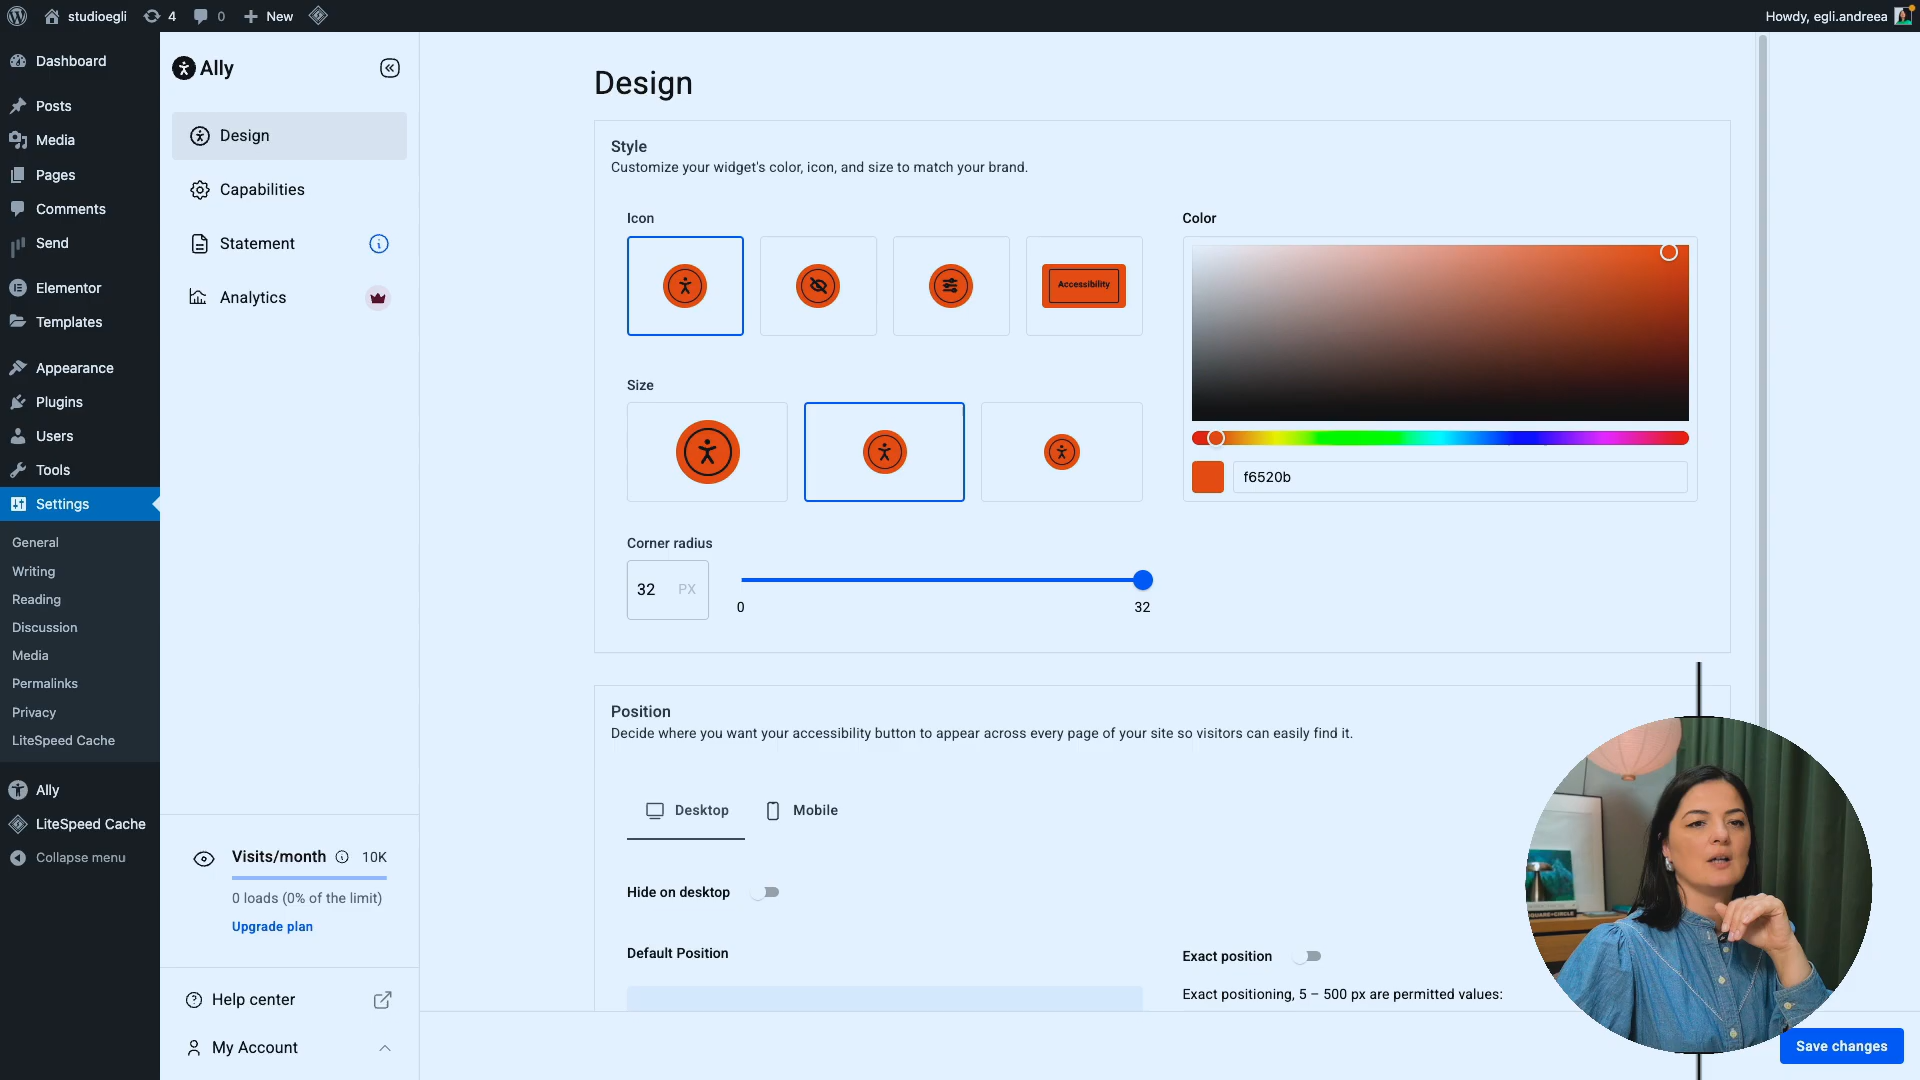 studioegli
4
0
New
Howdy, egli.andreea
Dashboard
Posts
Media
Pages
Comments
Send
Elementor
Templates
Appearance
Plugins
Users
Tools
Settings
General
Writing
Reading
Discussion
Media
Permalinks
Privacy
LiteSpeed Cache
Ally
LiteSpeed Cache
Collapse menu
Ally
Design
Capabilities
Statement
Analytics
Visits/month
10K
0 loads (0% of the limit)
Upgrade plan
Help center
My Account
Design
Style
Customize your widget's color, icon, and size to match your brand.
Icon
Accessibility
Size
Corner radius
32 PX
0
32
Color
f6520b
Position
Decide where you want your accessibility button to appear across every page of your site so visitors can easily find it.
Desktop
Mobile
Hide on desktop
Default Position
Exact position
Exact positioning, 5 – 500 px are permitted values:
SQUARE+CIRCLE
Save changes